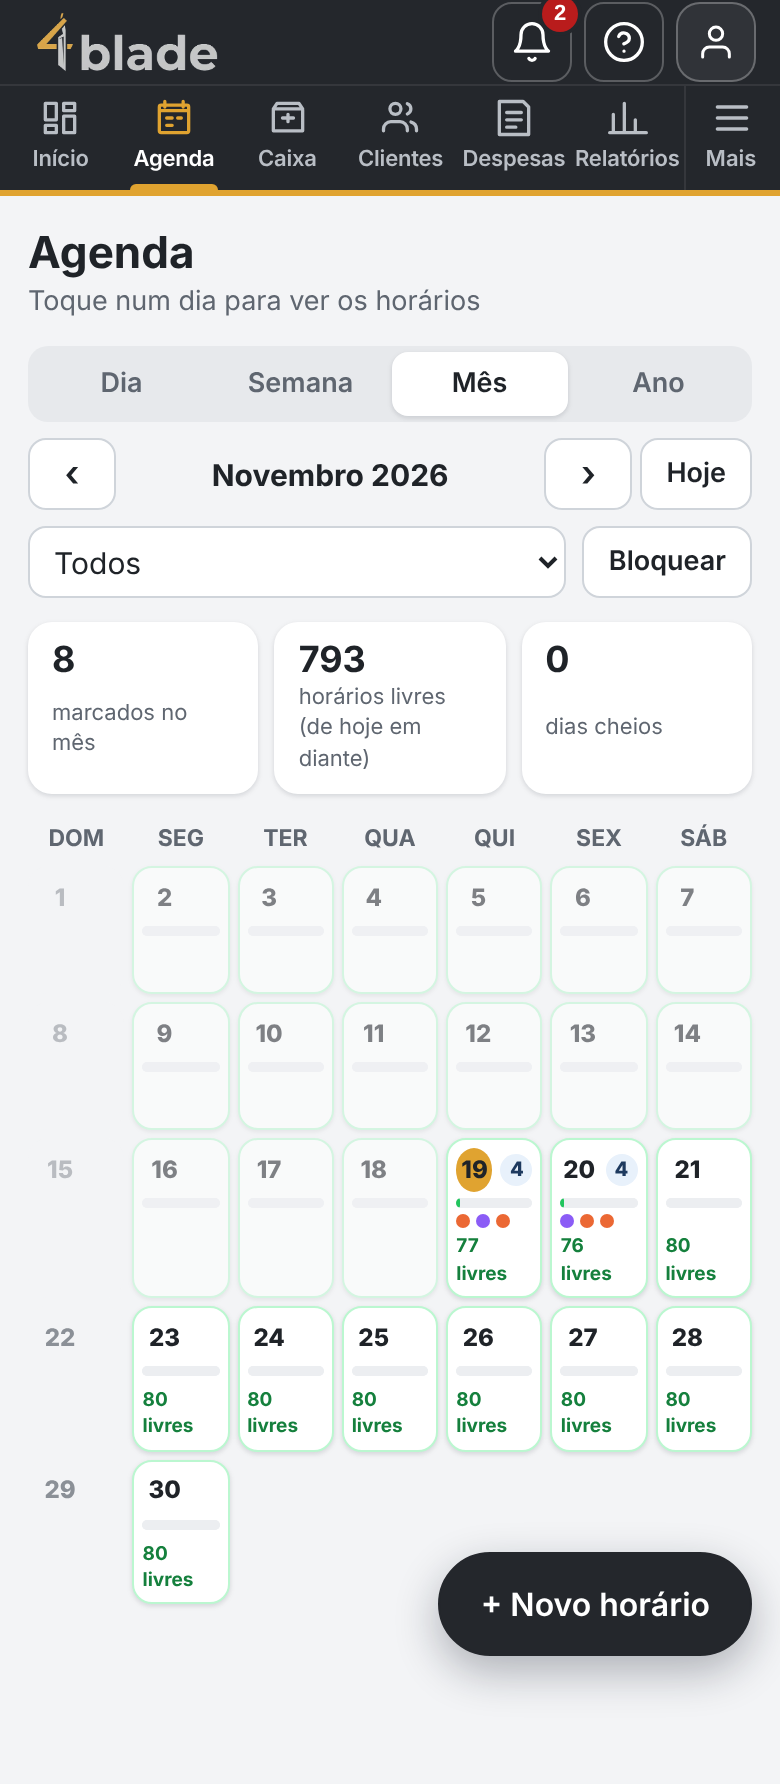 4blade
2
Início
Agenda
Caixa
Clientes
Despesas
Relatórios
Mais
Agenda
Toque num dia para ver os horários
Dia
Semana
Mês
Ano
‹
Novembro 2026
›
Hoje
Todos
Bloquear
8
marcados no
mês
793
horários livres
(de hoje em
diante)
0
dias cheios
DOM SEG TER QUA QUI SEX SÁB
1 2 3 4 5 6 7
8 9 10 11 12 13 14
15 16 17 18 19 4 20 4 21
77 76 80
livres livres livres
22 23 24 25 26 27 28
80 80 80 80 80 80
livres livres livres livres livres livres
29 30
80
livres
+ Novo horário